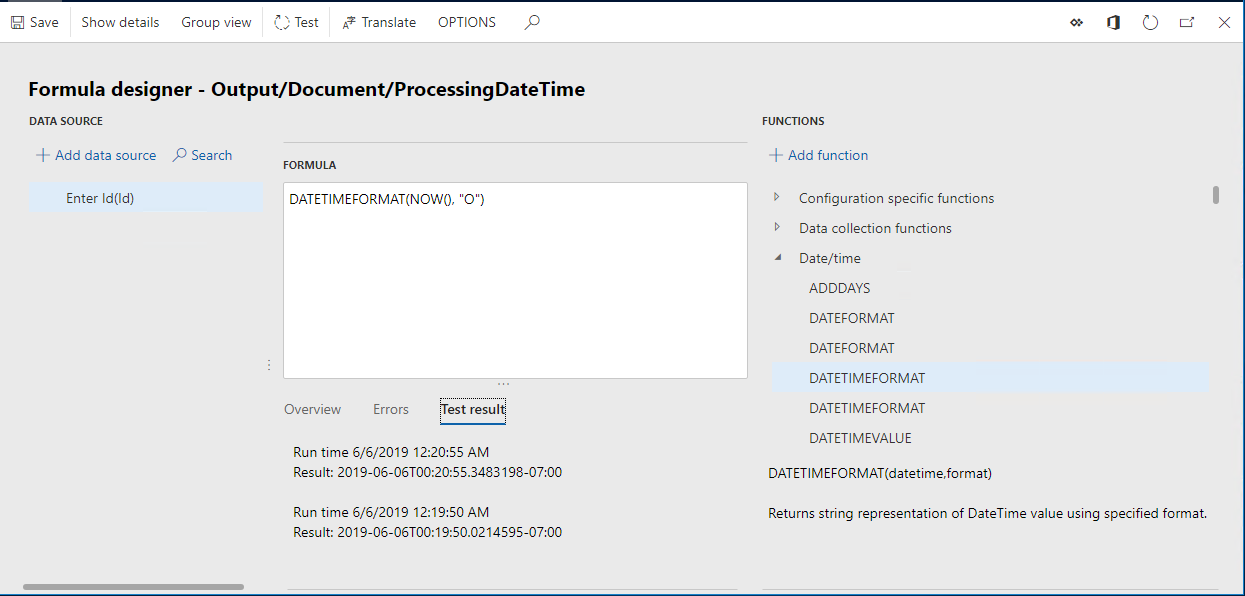 Save Show details Group view Test Translate OPTIONS
Formula designer - Output/Document/ProcessingDateTime
DATA SOURCE
Add data source Search
Enter Id(Id)
FORMULA
DATETIMEFORMAT(NOW(), "O")
Overview Errors Test result
Run time 6/6/2019 12:20:55 AM
Result: 2019-06-06T00:20:55.3483198-07:00
Run time 6/6/2019 12:19:50 AM
Result: 2019-06-06T00:19:50.0214595-07:00
FUNCTIONS
Add function
Configuration specific functions
Data collection functions
Date/time
ADDDAYS
DATEFORMAT
DATEFORMAT
DATETIMEFORMAT
DATETIMEFORMAT
DATETIMEVALUE
DATETIMEFORMAT(datetime,format)
Returns string representation of DateTime value using specified format.